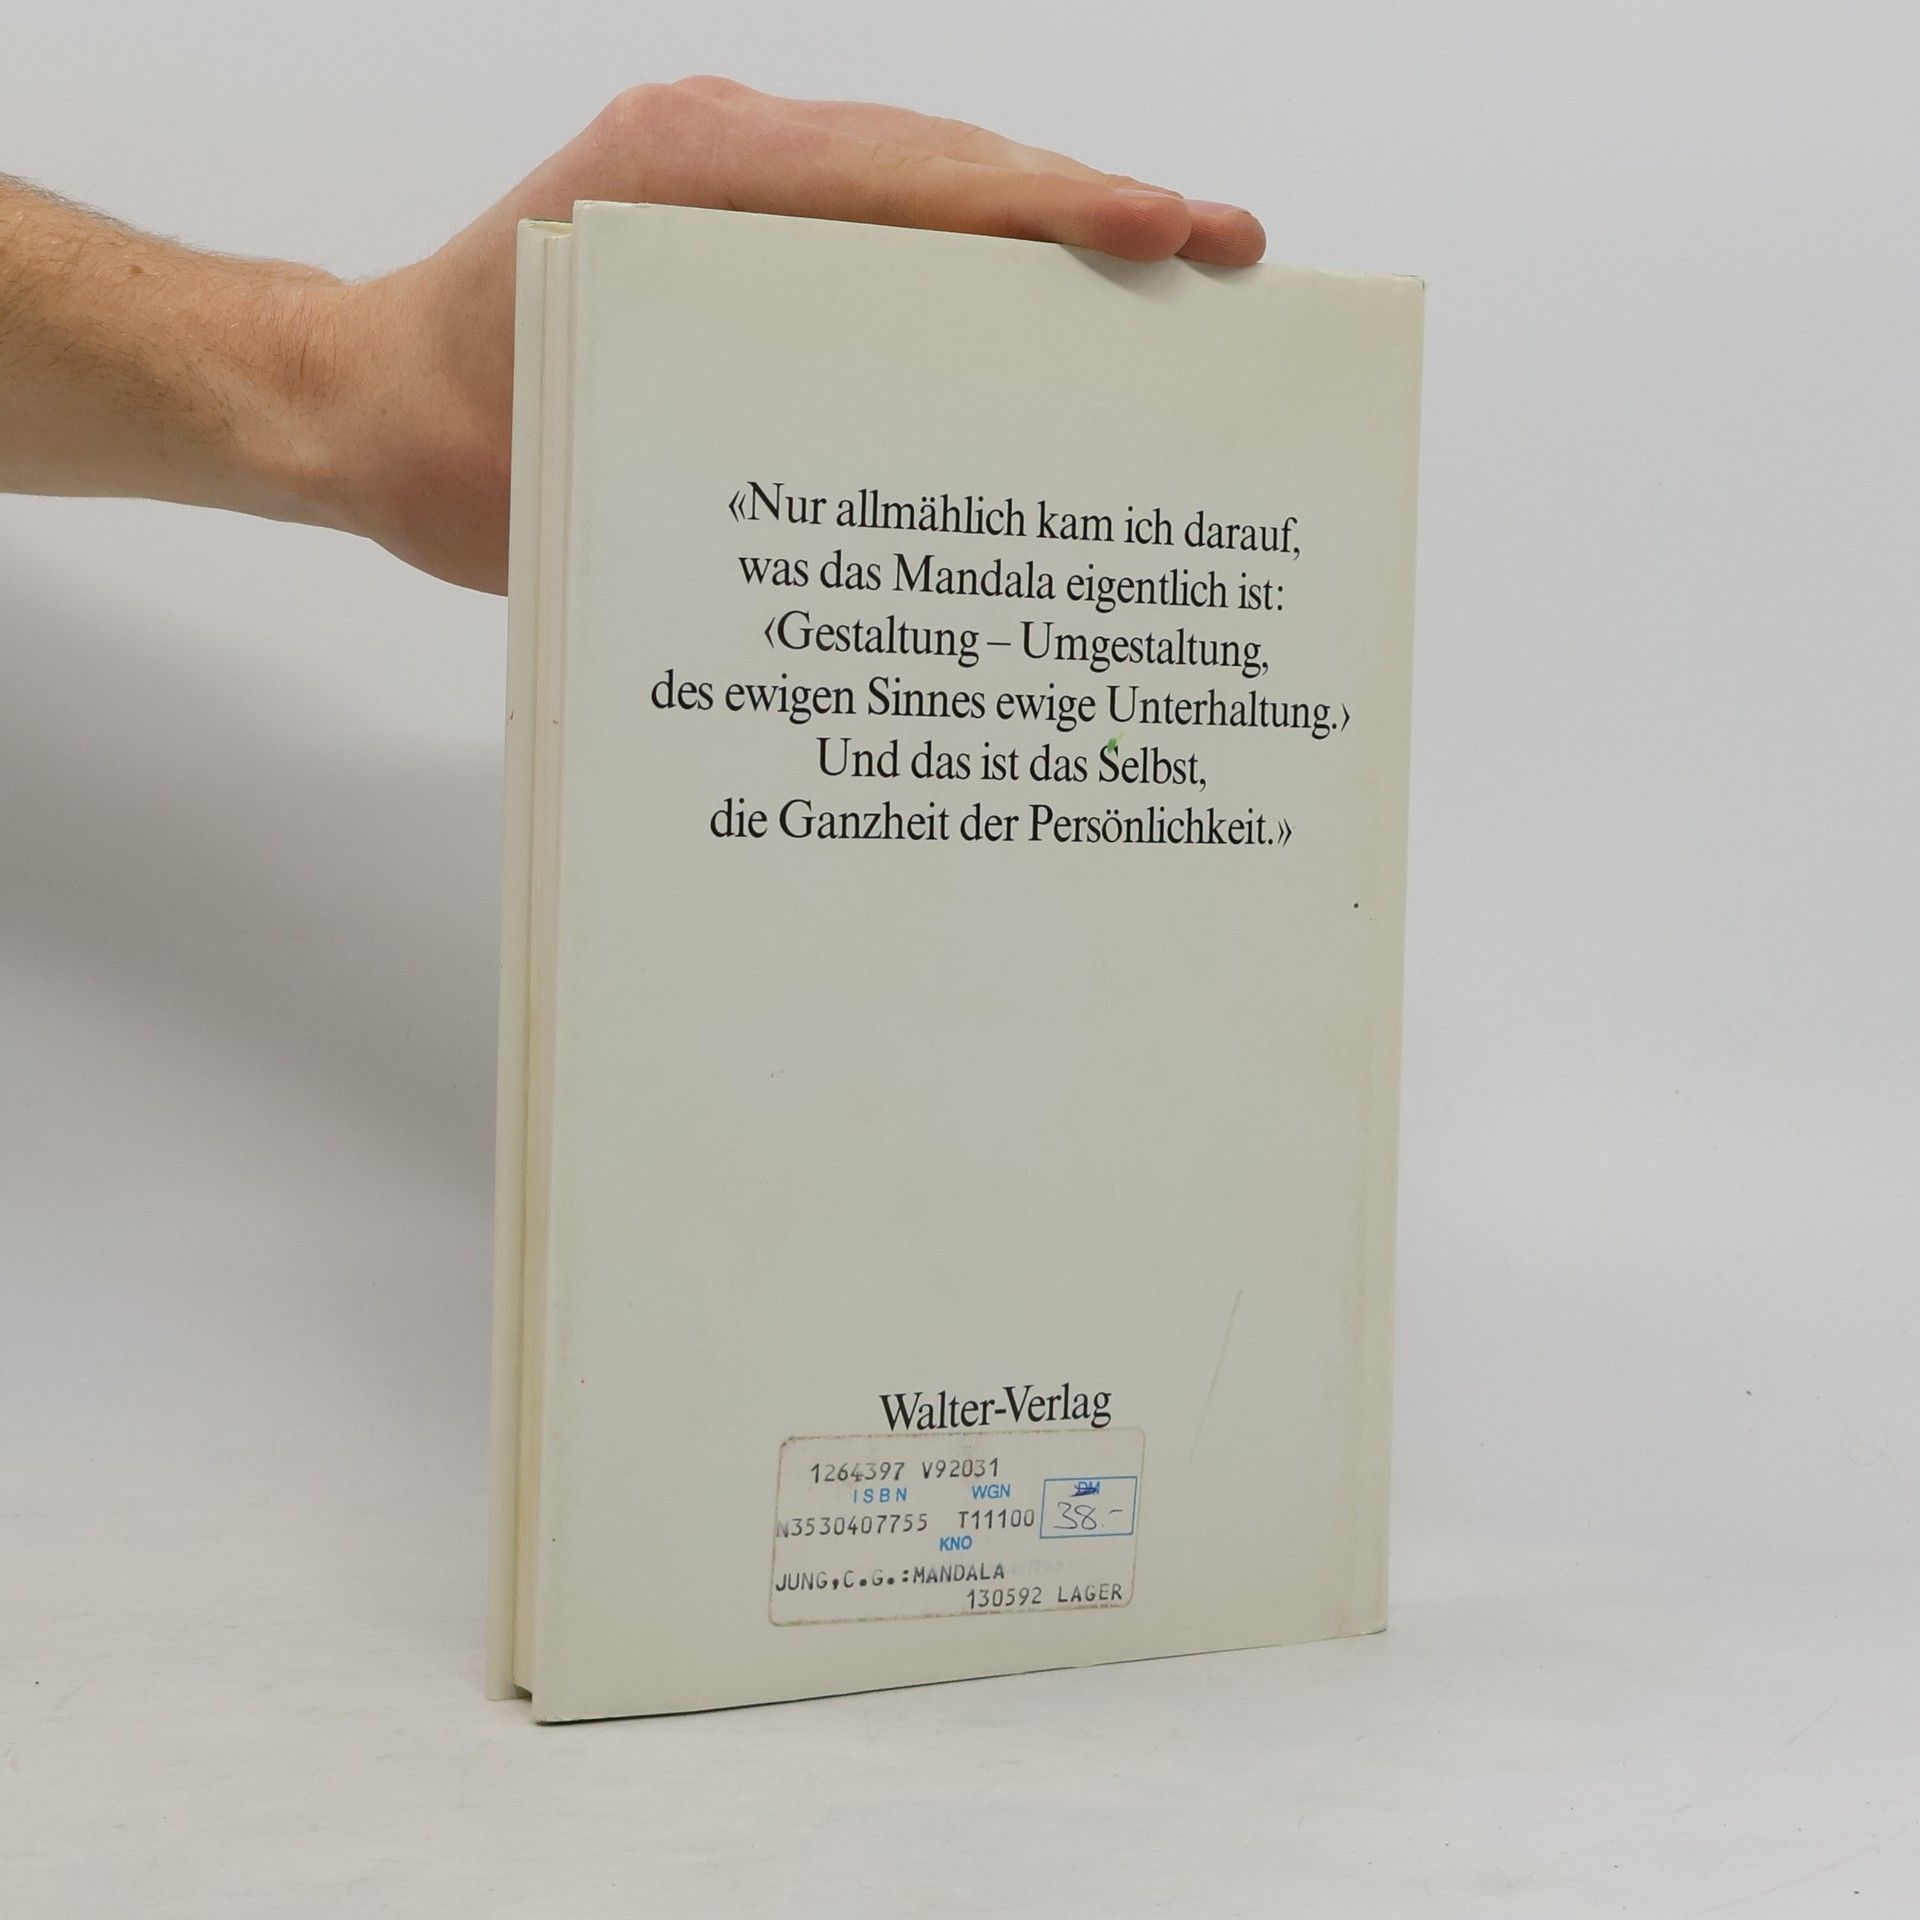 «Nur allmählich kam ich darauf,
was das Mandala eigentlich ist:
‹Gestaltung – Umgestaltung,
des ewigen Sinnes ewige Unterhaltung.›
Und das ist das Selbst,
die Ganzheit der Persönlichkeit.»
Walter-Verlag
1264397 V92031
ISBN WGN DM
N3530407755 T11100 38.-
KNO
JUNG,C.G.:MANDALA
130592 LAGER